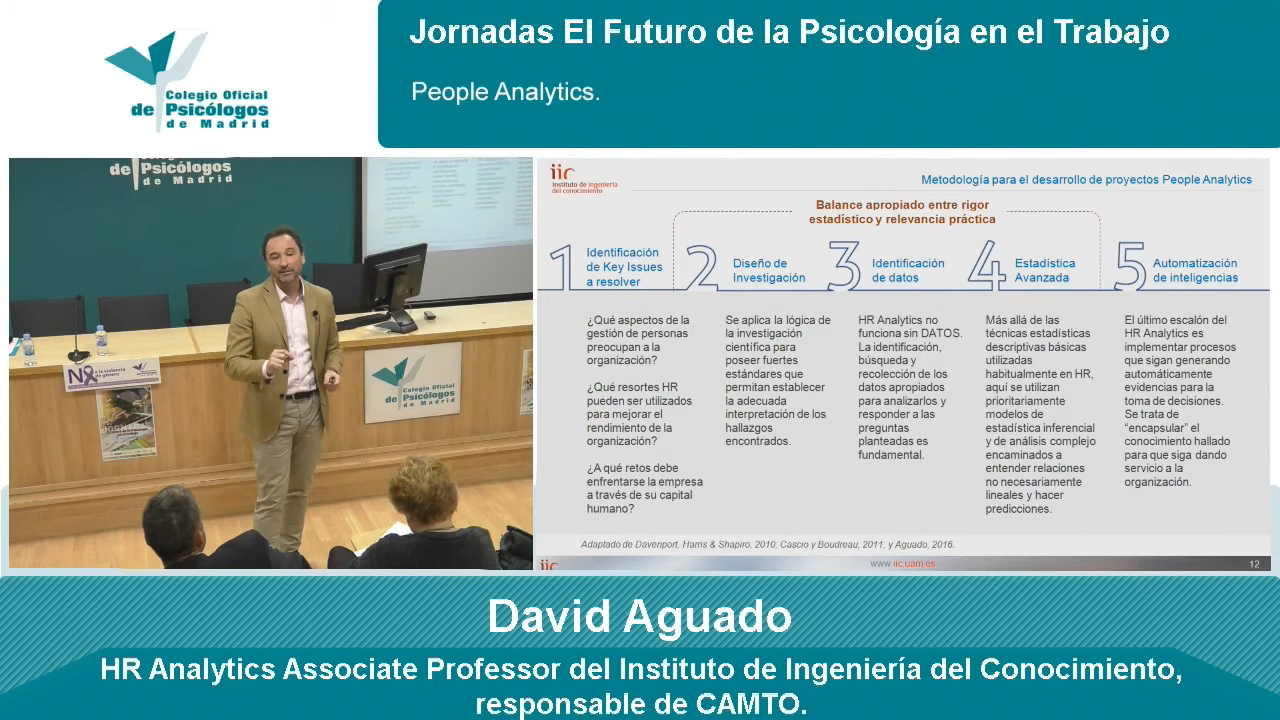 Jornadas El Futuro de la Psicología en el Trabajo
People Analytics.
Colegio Oficial
de Psicólogos
de Madrid
de Psicólogos
de Madrid
No
a la violencia
de género
Colegio Oficial
de Psicólogos
de Madrid
iic
instituto de ingeniería
del conocimiento
Metodología para el desarrollo de proyectos People Analytics
Balance apropiado entre rigor
estadístico y relevancia práctica
1
Identificación
de Key Issues
a resolver
¿Qué aspectos de la
gestión de personas
preocupan a la
organización?
¿Qué resortes HR
pueden ser utilizados
para mejorar el
rendimiento de la
organización?
¿A qué retos debe
enfrentarse la empresa
a través de su capital
humano?
2
Diseño de
Investigación
Se aplica la lógica de
la investigación
científica para
poseer fuertes
estándares que
permitan establecer
la adecuada
interpretación de los
hallazgos
encontrados.
3
Identificación
de datos
HR Analytics no
funciona sin DATOS.
La identificación,
búsqueda y
recolección de los
datos apropiados
para analizarlos y
responder a las
preguntas
planteadas es
fundamental.
4
Estadística
Avanzada
Más allá de las
técnicas estadísticas
descriptivas básicas
utilizadas
habitualmente en HR,
aquí se utilizan
prioritariamente
modelos de
estadística inferencial
y de análisis complejo
encaminados a
entender relaciones
no necesariamente
lineales y hacer
predicciones.
5
Automatización
de inteligencias
El último escalón del
HR Analytics es
implementar procesos
que sigan generando
automáticamente
evidencias para la
toma de decisiones.
Se trata de
“encapsular” el
conocimiento hallado
para que siga dando
servicio a la
organización.
Adaptado de Davenport, Harris & Shapiro, 2010; Cascio y Boudreau, 2011; y Aguado, 2016.
iic
www.iic.uam.es
12
David Aguado
HR Analytics Associate Professor del Instituto de Ingeniería del Conocimiento,
responsable de CAMTO.